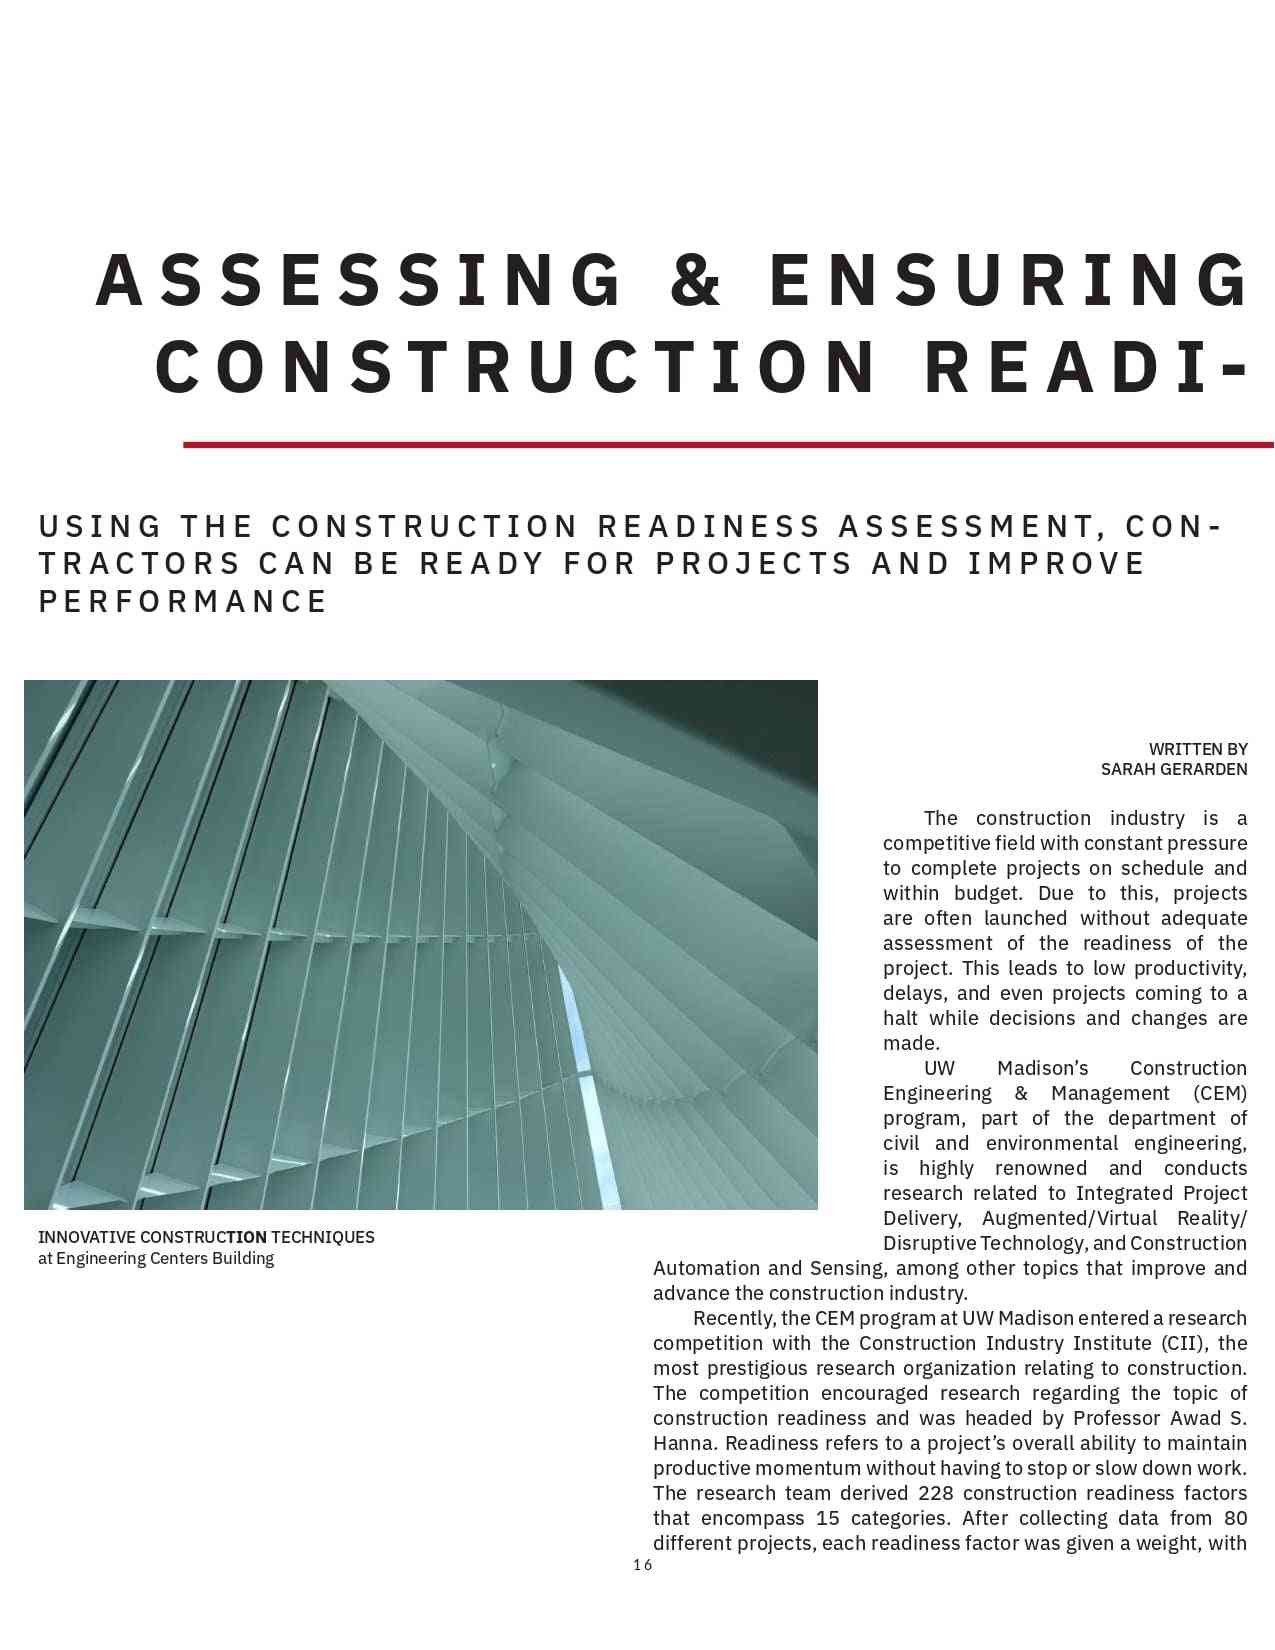 ASSESSING & ENSURING
CONSTRUCTION READI-
USING THE CONSTRUCTION READINESS ASSESSMENT, CON-
TRACTORS CAN BE READY FOR PROJECTS AND IMPROVE
PERFORMANCE
WRITTEN BY
SARAH GERARDEN
The construction industry is a
competitive field with constant pressure
to complete projects on schedule and
within budget. Due to this, projects
are often launched without adequate
assessment of the readiness of the
project. This leads to low productivity,
delays, and even projects coming to a
halt while decisions and changes are
made.
UW Madison’s Construction
Engineering & Management (CEM)
program, part of the department of
civil and environmental engineering,
is highly renowned and conducts
research related to Integrated Project
Delivery, Augmented/Virtual Reality/
Disruptive Technology, and Construction
Automation and Sensing, among other topics that improve and
advance the construction industry.
Recently, the CEM program at UW Madison entered a research
competition with the Construction Industry Institute (CII), the
most prestigious research organization relating to construction.
The competition encouraged research regarding the topic of
construction readiness and was headed by Professor Awad S.
Hanna. Readiness refers to a project’s overall ability to maintain
productive momentum without having to stop or slow down work.
The research team derived 228 construction readiness factors
that encompass 15 categories. After collecting data from 80
different projects, each readiness factor was given a weight, with
INNOVATIVE CONSTRUCTION TECHNIQUES
at Engineering Centers Building
16